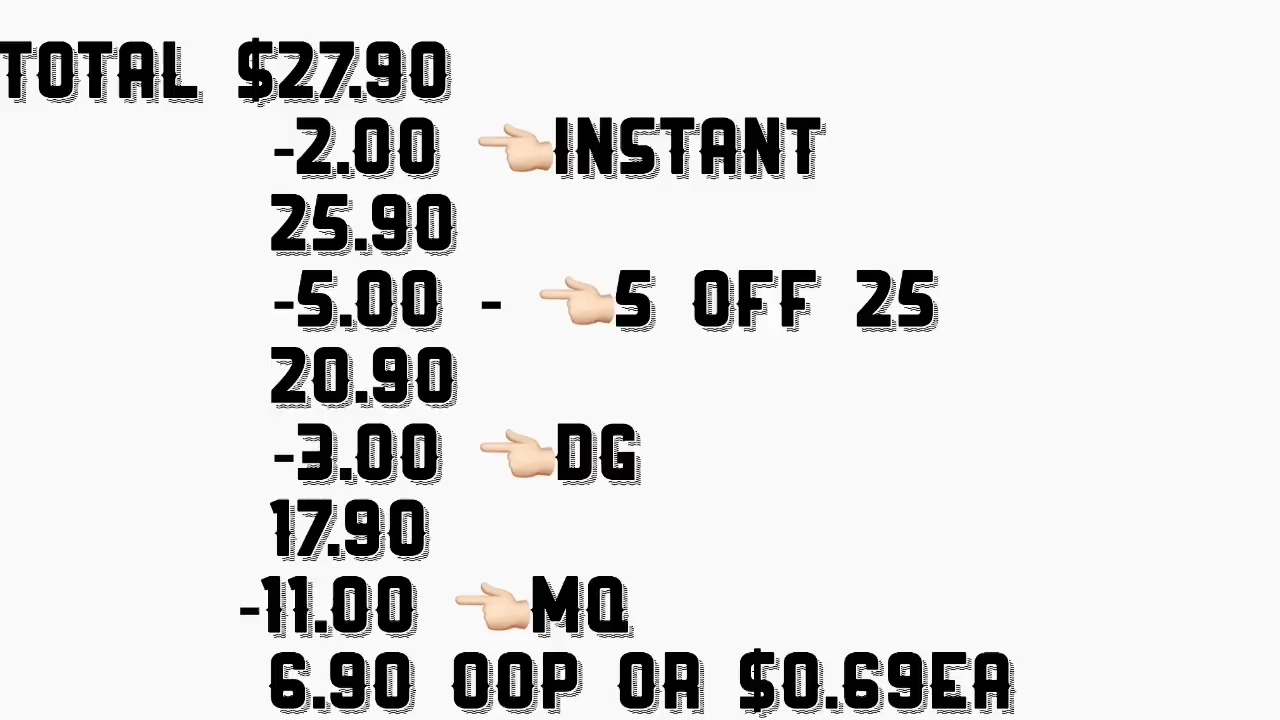 TOTAL $27.90
-2.00 👈🏻INSTANT
25.90
-5.00 - 👈🏻5 OFF 25
20.90
-3.00 👈🏻DG
17.90
-11.00 👈🏻MQ
6.90 OOP OR $0.69EA